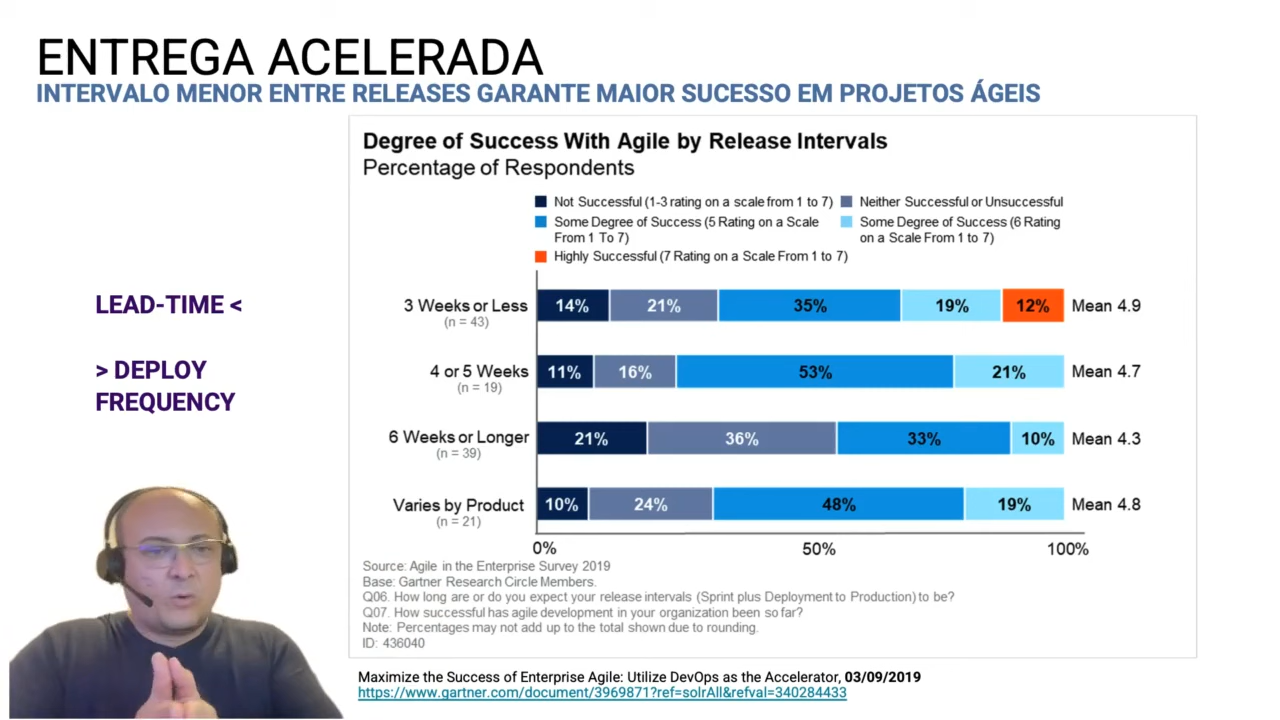 ENTREGA ACELERADA
INTERVALO MENOR ENTRE RELEASES GARANTE MAIOR SUCESSO EM PROJETOS ÁGEIS
LEAD-TIME <
> DEPLOY
FREQUENCY
Degree of Success With Agile by Release Intervals
Percentage of Respondents
Not Successful (1-3 rating on a scale from 1 to 7)
Neither Successful or Unsuccessful
Some Degree of Success (5 Rating on a Scale
From 1 To 7)
Some Degree of Success (6 Rating
on a Scale From 1 to 7)
Highly Successful (7 Rating on a Scale From 1 to 7)
3 Weeks or Less 14% 21% 35% 19% 12% Mean 4.9
(n = 43)
4 or 5 Weeks 11% 16% 53% 21% Mean 4.7
(n = 19)
6 Weeks or Longer 21% 36% 33% 10% Mean 4.3
(n = 39)
Varies by Product 10% 24% 48% 19% Mean 4.8
(n = 21)
0% 50% 100%
Source: Agile in the Enterprise Survey 2019
Base: Gartner Research Circle Members.
Q06. How long are or do you expect your release intervals (Sprint plus Deployment to Production) to be?
Q07. How successful has agile development in your organization been so far?
Note: Percentages may not add up to the total shown due to rounding.
ID: 436040
Maximize the Success of Enterprise Agile: Utilize DevOps as the Accelerator, 03/09/2019
https://www.gartner.com/document/3969871?ref=solrAll&refval=340284433